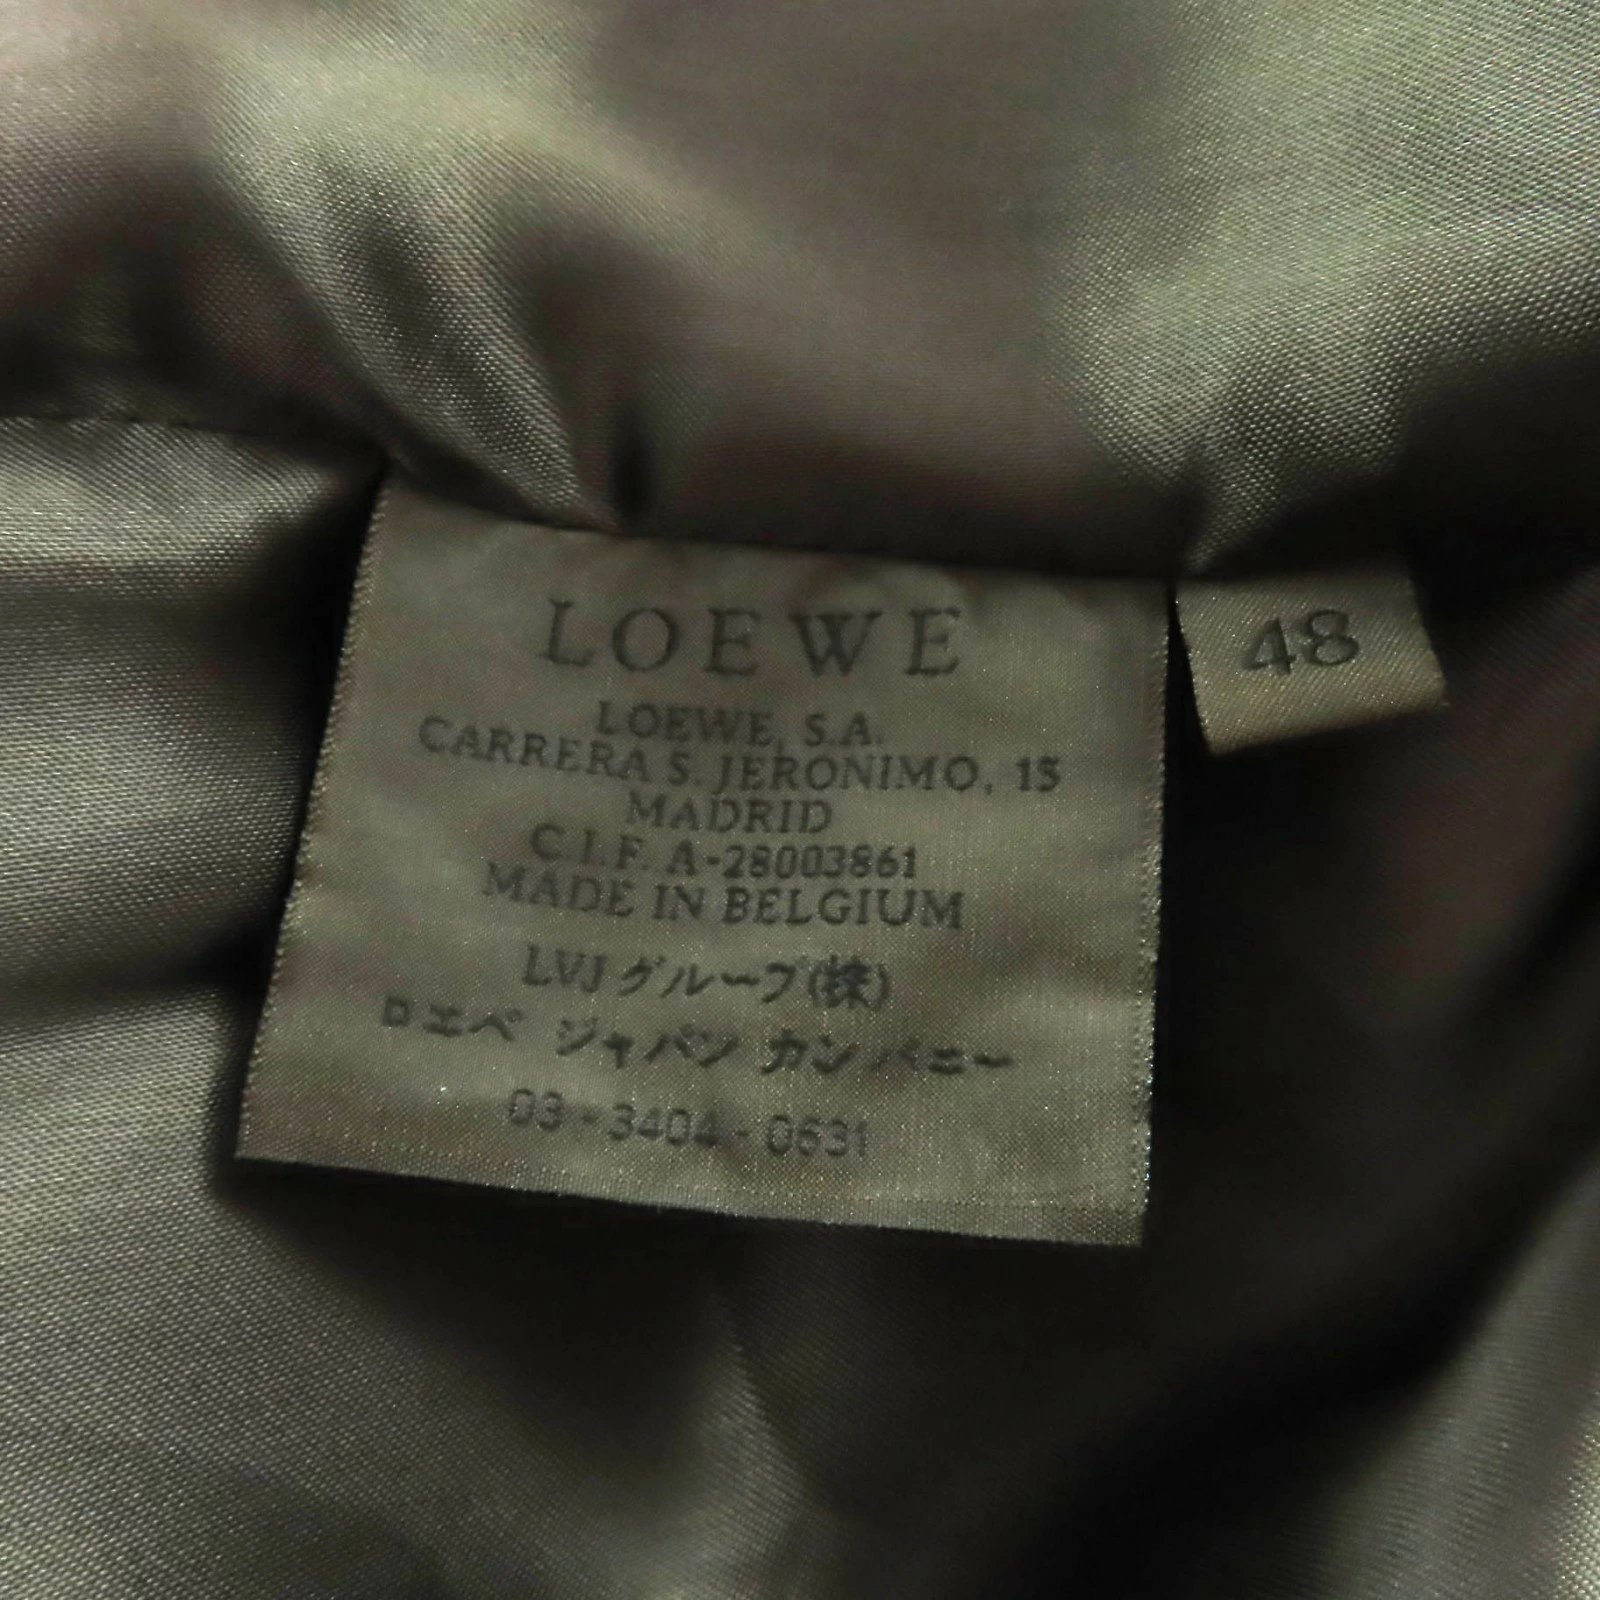 LOEWE
48
LOEWE, S.A.
CARRERA S. JERONIMO, 15
MADRID
C.I.F. A-28003861
MADE IN BELGIUM
LVJ グループ(株)
ロエベ ジャパン カンパニー
03-3404-0631